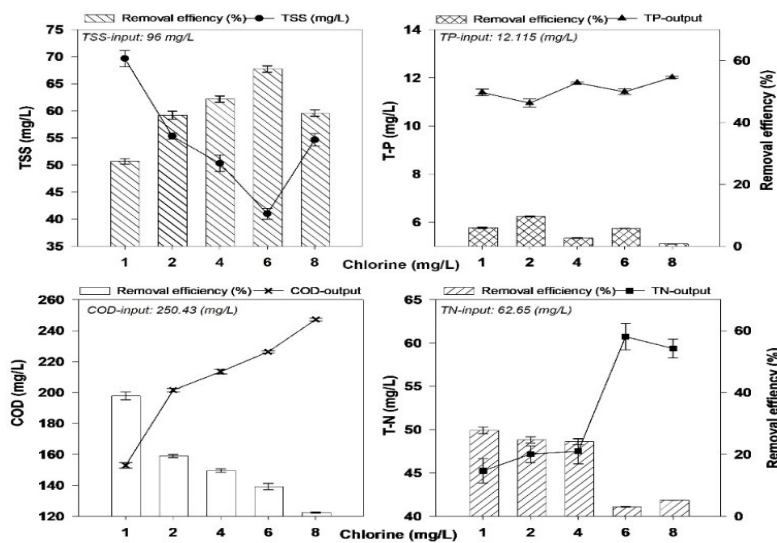 Removal effiency (%) TSS (mg/L)
TSS-input: 96 mg/L
75
70
65
60
55
50
45
40
35
TSS (mg/L)
1 2 4 6 8
Removal effiency (%) TP-output
TP-input: 12.115 (mg/L)
14
12
10
8
6
T-P (mg/L)
60
40
20
0
Removal effiency (%)
1 2 4 6 8
Chlorine (mg/L)
Removal efficiency (%) COD-output
COD-input: 250.43 (mg/L)
260
240
220
200
180
160
140
120
COD (mg/L)
1 2 4 6 8
Removal efficiency (%) TN-output
TN-input: 62.65 (mg/L)
65
60
55
50
45
40
T-N (mg/L)
60
40
20
0
Removal effiency (%)
1 2 4 6 8
Chlorine (mg/L)